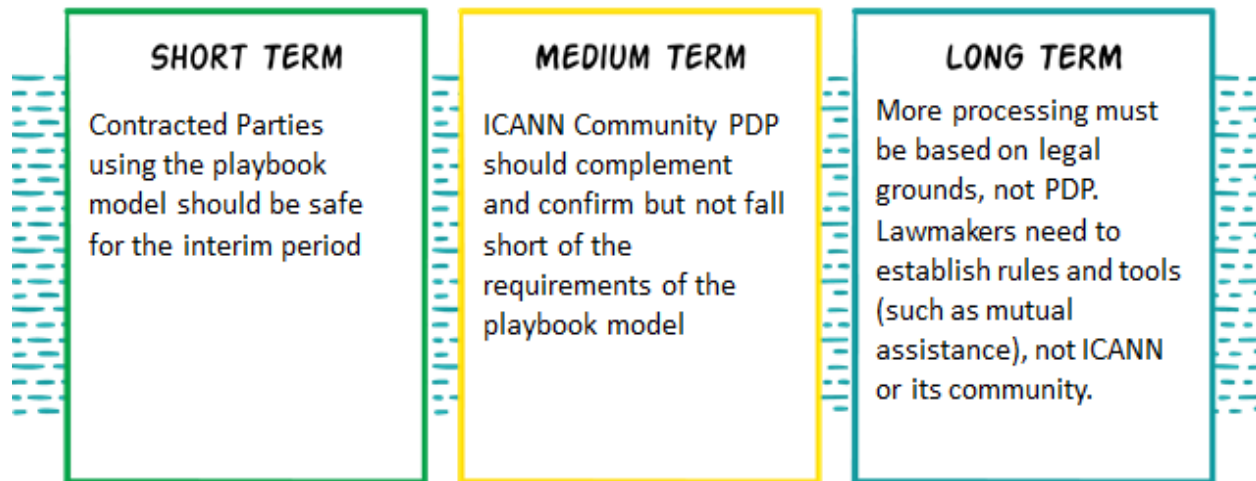 SHORT TERM
Contracted Parties
using the playbook
model should be safe
for the interim period
MEDIUM TERM
ICANN Community PDP
should complement
and confirm but not fall
short of the
requirements of the
playbook model
LONG TERM
More processing must
be based on legal
grounds, not PDP.
Lawmakers need to
establish rules and tools
(such as mutual
assistance), not ICANN
or its community.